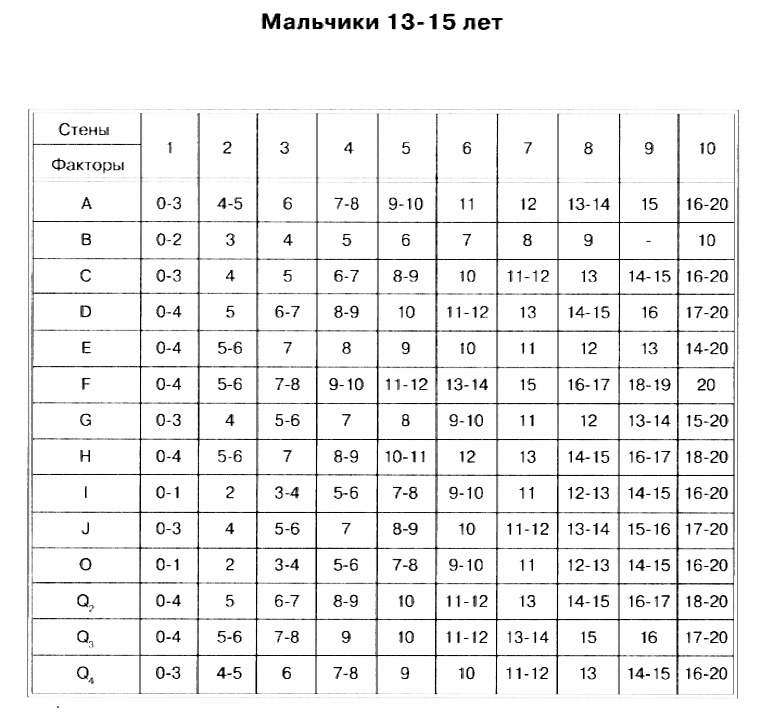 Мальчики 13-15 лет
Стены 1 2 3 4 5 6 7 8 9 10
Факторы
A 0-3 4-5 6 7-8 9-10 11 12 13-14 15 16-20
B 0-2 3 4 5 6 7 8 9 - 10
C 0-3 4 5 6-7 8-9 10 11-12 13 14-15 16-20
D 0-4 5 6-7 8-9 10 11-12 13 14-15 16 17-20
E 0-4 5-6 7 8 9 10 11 12 13 14-20
F 0-4 5-6 7-8 9-10 11-12 13-14 15 16-17 18-19 20
G 0-3 4 5-6 7 8 9-10 11 12 13-14 15-20
H 0-4 5-6 7 8-9 10-11 12 13 14-15 16-17 18-20
I 0-1 2 3-4 5-6 7-8 9-10 11 12-13 14-15 16-20
J 0-3 4 5-6 7 8-9 10 11-12 13-14 15-16 17-20
O 0-1 2 3-4 5-6 7-8 9-10 11 12-13 14-15 16-20
Q₂ 0-4 5 6-7 8-9 10 11-12 13 14-15 16-17 18-20
Q₃ 0-4 5-6 7-8 9 10 11-12 13-14 15 16 17-20
Q₄ 0-3 4-5 6 7-8 9 10 11-12 13 14-15 16-20